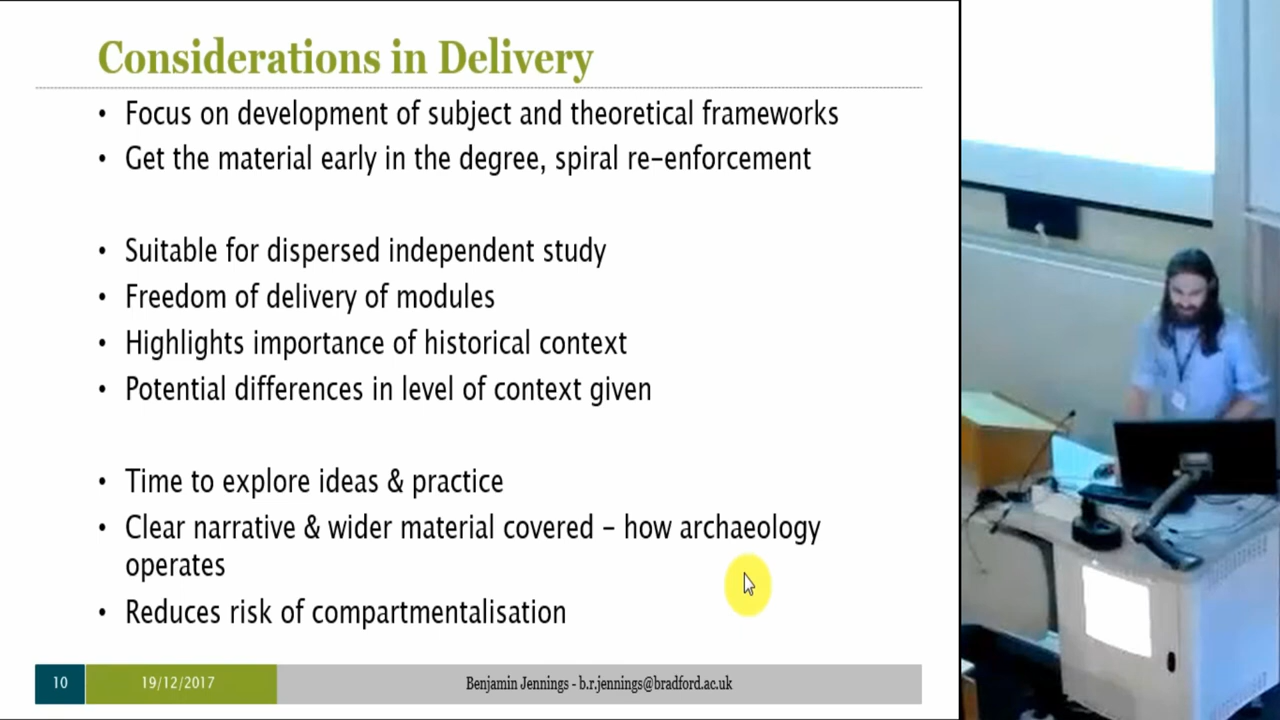 Considerations in Delivery
• Focus on development of subject and theoretical frameworks
• Get the material early in the degree, spiral re-enforcement
• Suitable for dispersed independent study
• Freedom of delivery of modules
• Highlights importance of historical context
• Potential differences in level of context given
• Time to explore ideas & practice
• Clear narrative & wider material covered – how archaeology
operates
• Reduces risk of compartmentalisation
10
19/12/2017
Benjamin Jennings - b.r.jennings@bradford.ac.uk